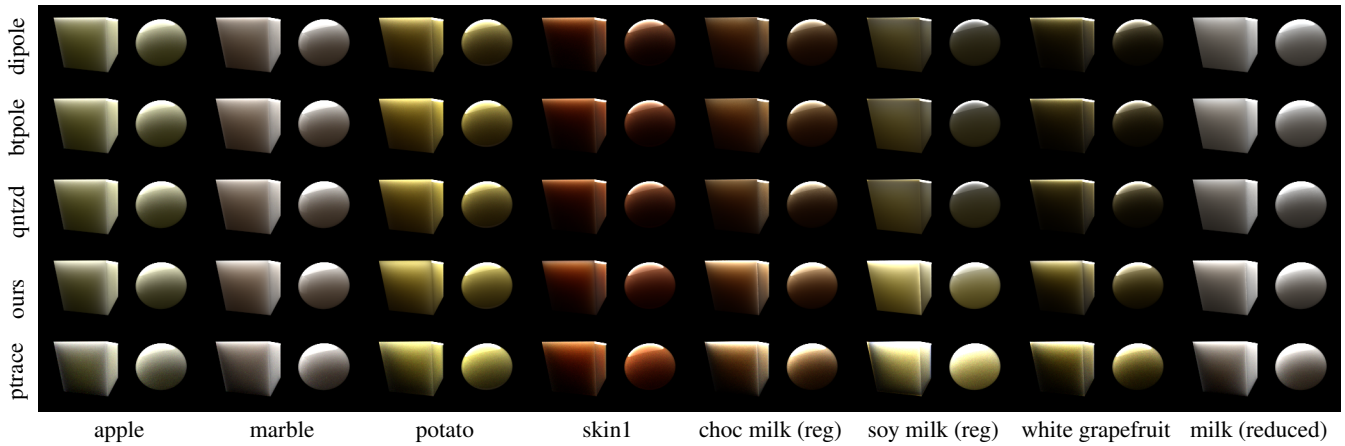 dipole
btpole
qntzd
ours
ptrace
apple marble potato skin1 choc milk (reg) soy milk (reg) white grapefruit milk (reduced)